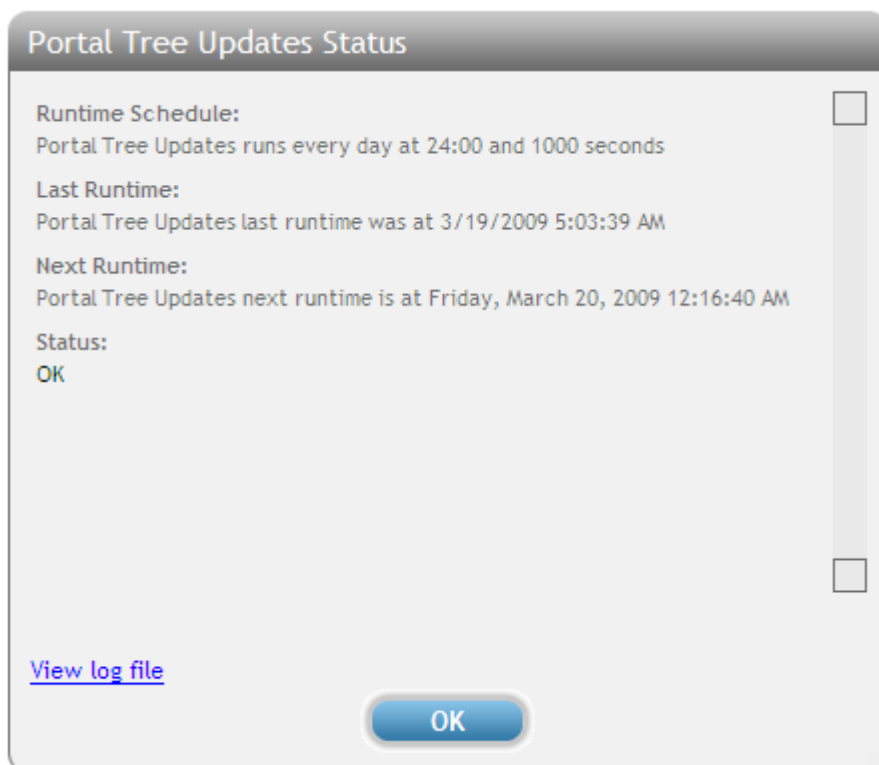 Portal Tree Updates Status
Runtime Schedule:
Portal Tree Updates runs every day at 24:00 and 1000 seconds
Last Runtime:
Portal Tree Updates last runtime was at 3/19/2009 5:03:39 AM
Next Runtime:
Portal Tree Updates next runtime is at Friday, March 20, 2009 12:16:40 AM
Status:
OK
View log file
OK